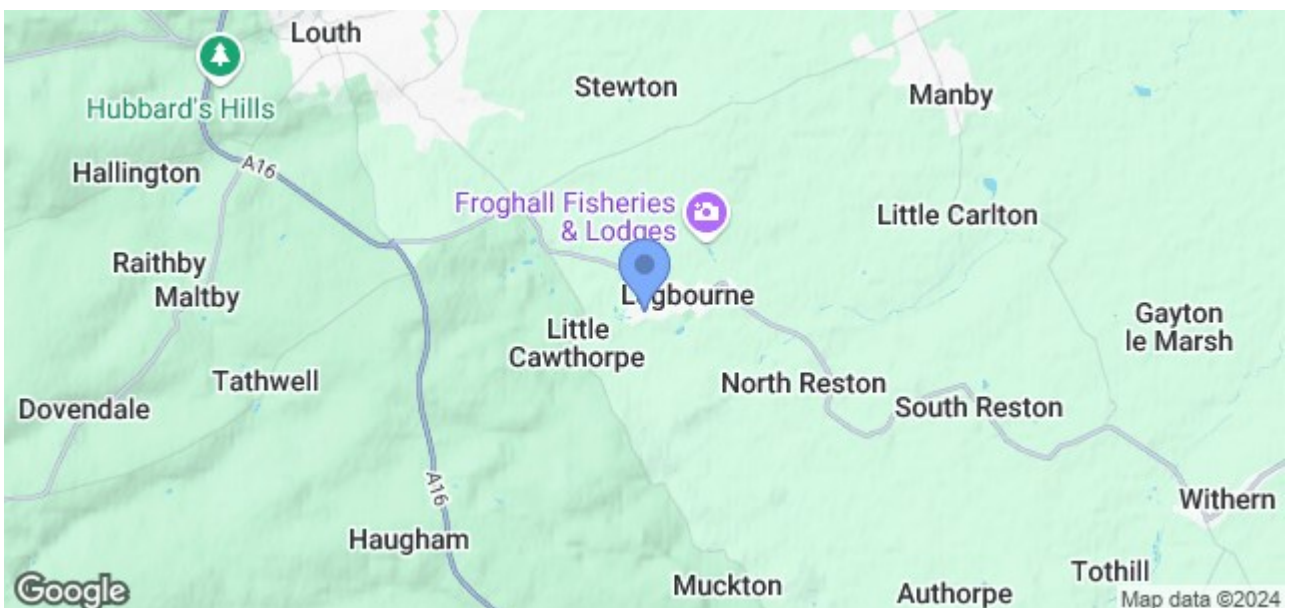 Louth
Stewton
Manby
Hubbard's Hills
A16
Hallington
Froghall Fisheries
& Lodges
Little Carlton
Raithby
Maltby
Legbourne
Gayton
le Marsh
Little
Cawthorpe
Tathwell
North Reston
South Reston
Dovendale
A16
Withern
Haugham
Muckton
Authorpe
Tothill
Google
Map data ©2024